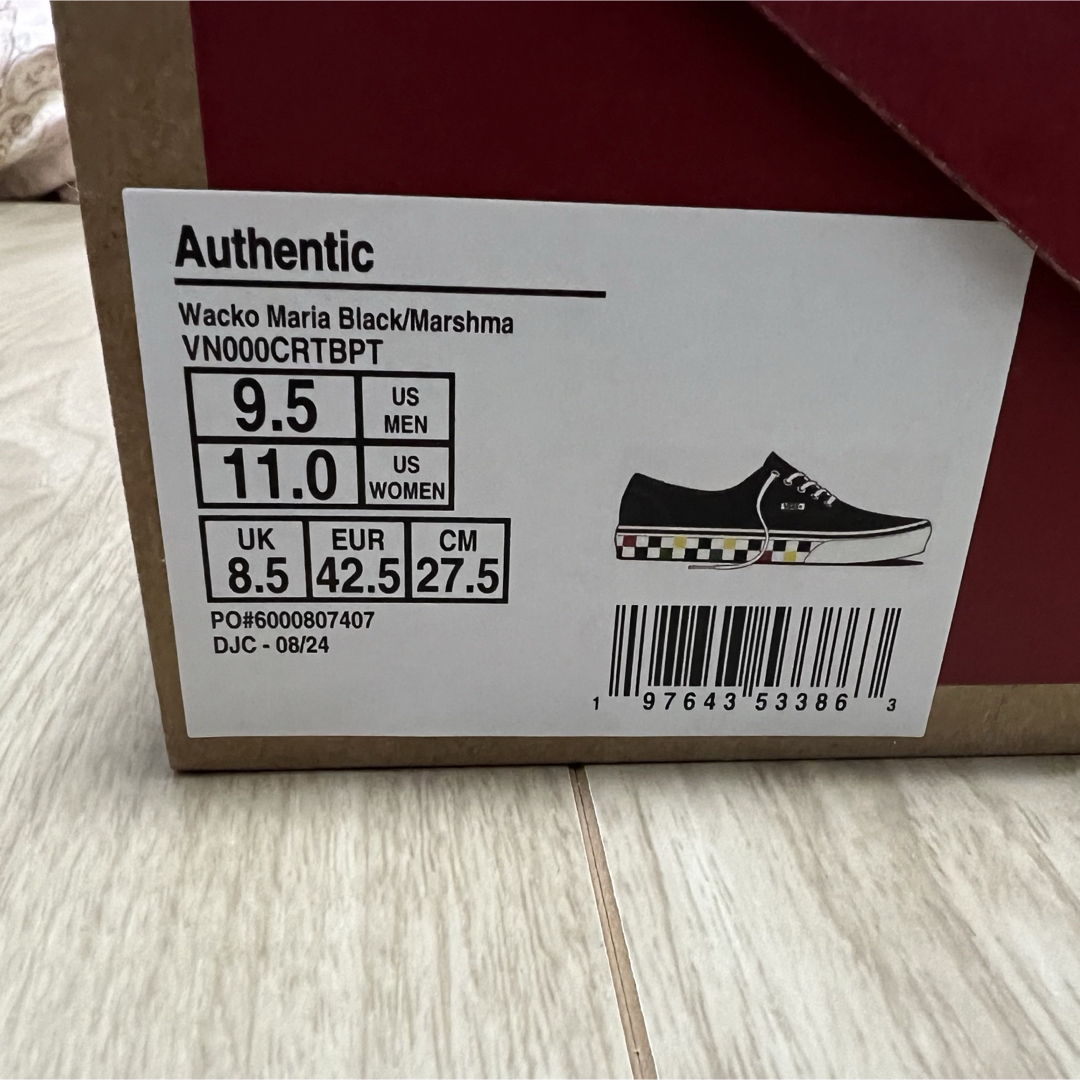 Authentic
Wacko Maria Black/Marshma
VN000CRTBPT
9.5 US MEN
11.0 US WOMEN
UK EUR CM
8.5 42.5 27.5
PO#6000807407
DJC - 08/24
VANS
1 97643 53386 3